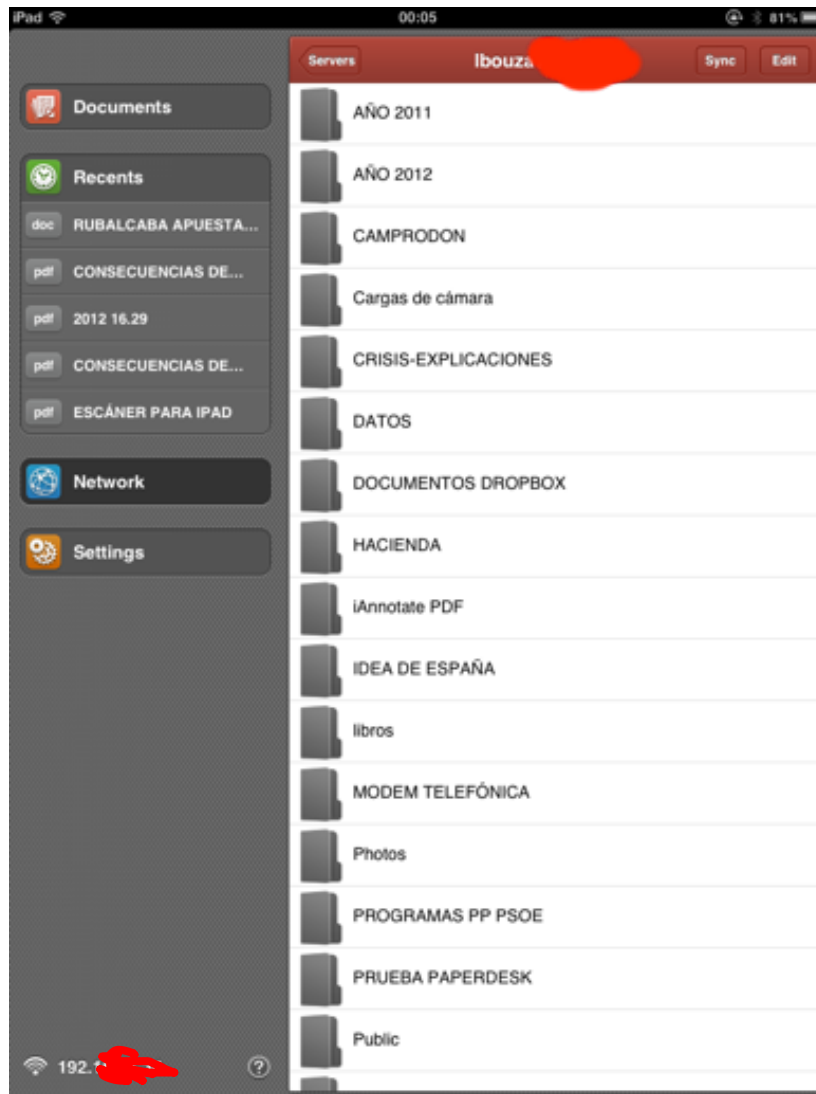 iPad 00:05 81%
Servers Ibouza Sync Edit
Documents
Recents
doc RUBALCABA APUESTA...
pdf CONSECUENCIAS DE...
pdf 2012 16.29
pdf CONSECUENCIAS DE...
pdf ESCÁNER PARA IPAD
Network
Settings
192.
?
AÑO 2011
AÑO 2012
CAMPRODON
Cargas de cámara
CRISIS-EXPLICACIONES
DATOS
DOCUMENTOS DROPBOX
HACIENDA
iAnnotate PDF
IDEA DE ESPAÑA
libros
MODEM TELEFÓNICA
Photos
PROGRAMAS PP PSOE
PRUEBA PAPERDESK
Public